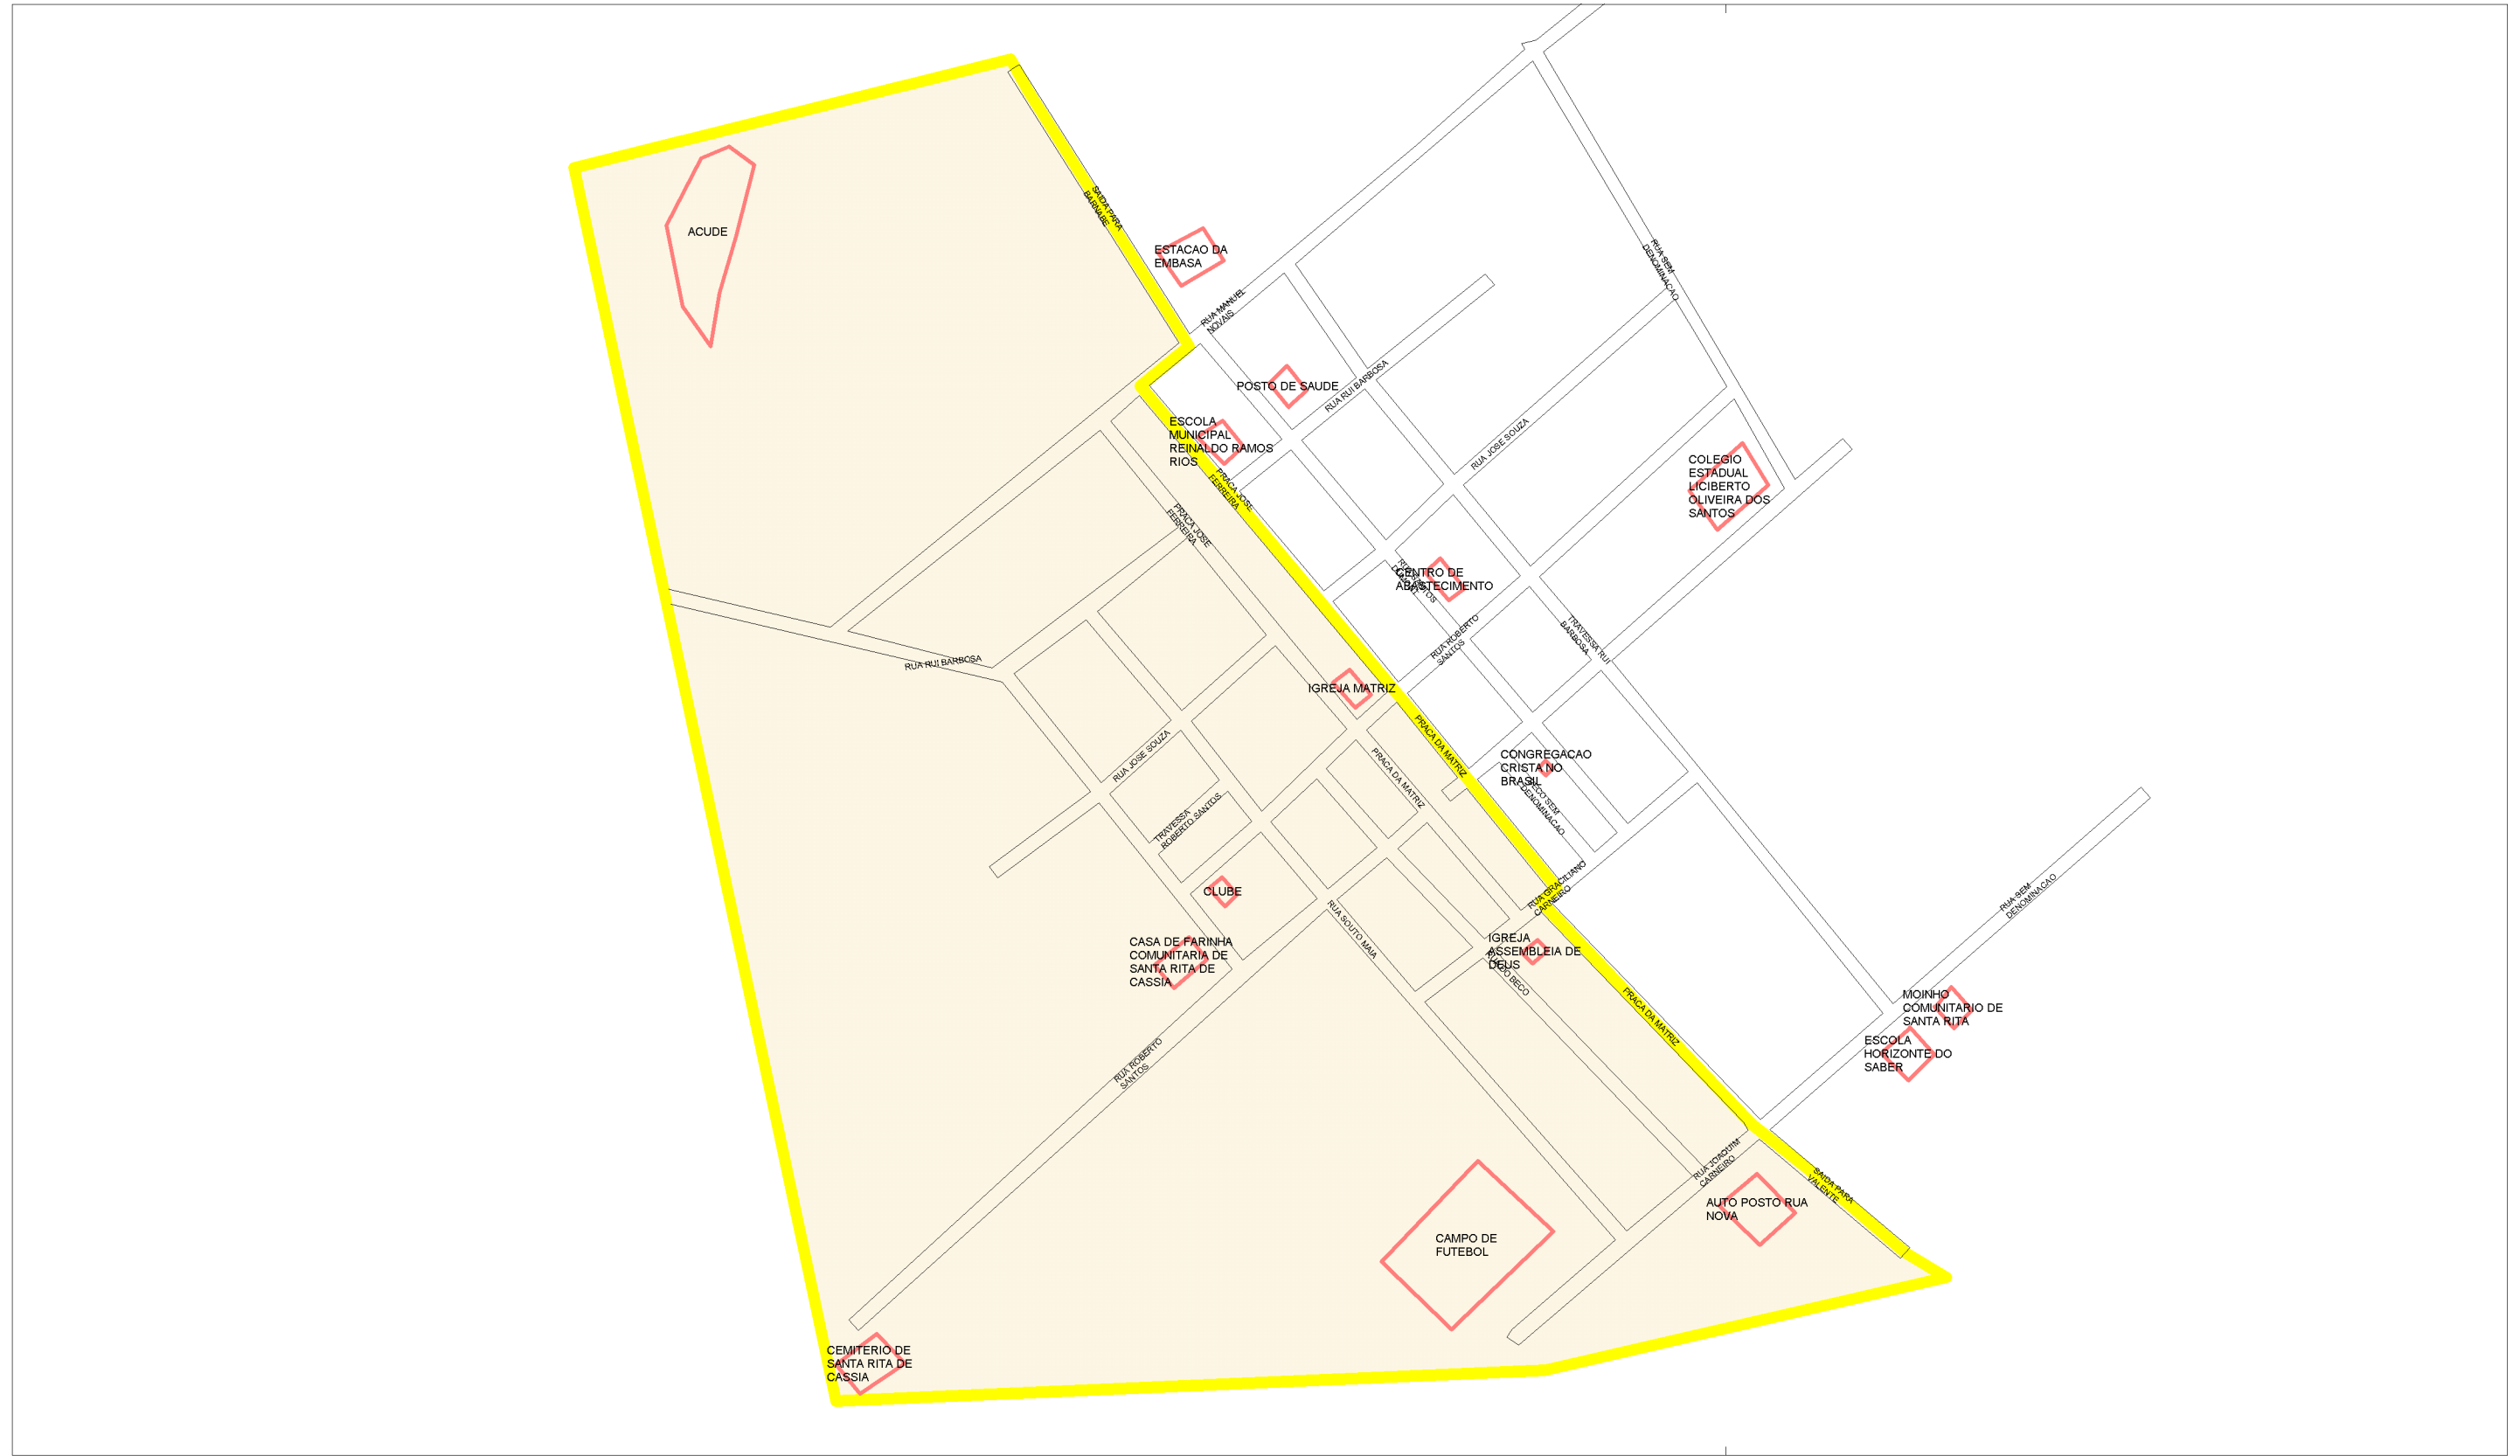 SAIDA PARA
BARNABE
ACUDE
ESTACAO DA
EMBASA
RUA SEM
DENOMINACAO
RUA MANUEL
NOVAIS
POSTO DE SAUDE
RUA RUI BARBOSA
ESCOLA
MUNICIPAL
REINALDO RAMOS
RIOS
RUA JOSE SOUZA
COLEGIO
ESTADUAL
LICIBERTO
OLIVEIRA DOS
SANTOS
PRACA JOSE
FERREIRA
PRACA JOSE
FERREIRA
CENTRO DE
ABASTECIMENTO
RUA SANTOS
DUMONT
RUA ROBERTO
SANTOS
TRAVESSA RUI
BARBOSA
RUA RUI BARBOSA
IGREJA MATRIZ
PRACA DA MATRIZ
RUA JOSE SOUZA
PRACA DA MATRIZ
CONGREGACAO
CRISTA NO
BRASIL
BECO SEM
DENOMINACAO
TRAVESSA
ROBERTO SANTOS
CLUBE
RUA GRACILIANO
CARNEIRO
RUA SEM
DENOMINACAO
RUA SOUTO MAIA
CASA DE FARINHA
COMUNITARIA DE
SANTA RITA DE
CASSIA
IGREJA
ASSEMBLEIA DE
DEUS
RUA DO BECO
PRACA DA MATRIZ
MOINHO
COMUNITARIO DE
SANTA RITA
ESCOLA
HORIZONTE DO
SABER
RUA ROBERTO
SANTOS
RUA JOAQUIM
CARNEIRO
SAIDA PARA
VALENTE
AUTO POSTO RUA
NOVA
CAMPO DE
FUTEBOL
CEMITERIO DE
SANTA RITA DE
CASSIA